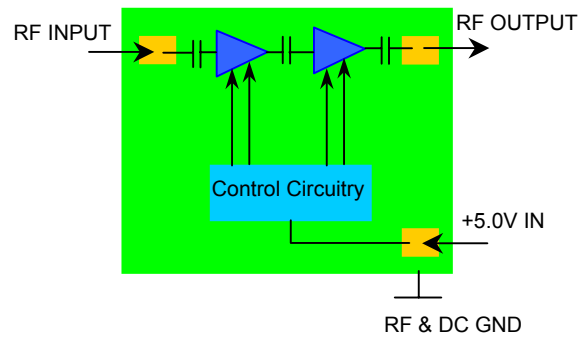 RF INPUT
RF OUTPUT
Control Circuitry
+5.0V IN
RF & DC GND